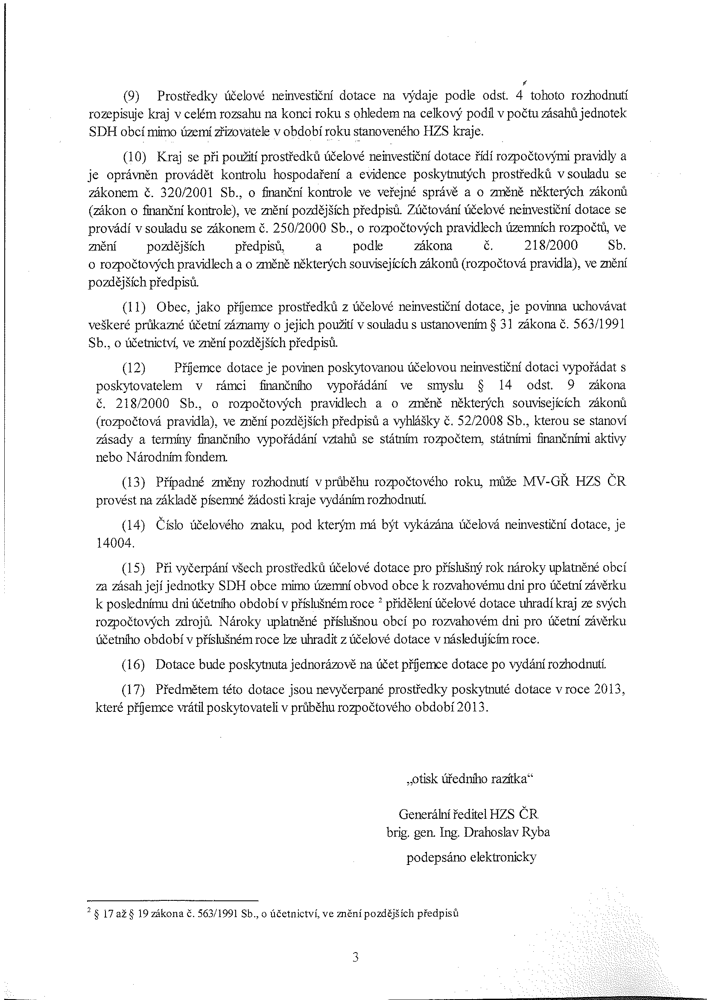 (9) Prostředky účelové neinvestiční dotace na výdaje podle odst. 4 tohoto rozhodnutí
rozepisuje kraj v celém rozsahu na konci roku s ohledem na celkový podíl v počtu zásahů jednotek
SDH obcí mimo území zřizovatele v období roku stanoveného HZS kraje.
(10) Kraj se při použití prostředků účelové neinvestiční dotace řídí rozpočtovými pravidly a
je oprávněn provádět kontrolu hospodaření a evidence poskytnutých prostředků v souladu se
zákonem č. 320/2001 Sb., o finanční kontrole ve veřejné správě a o změně některých zákonů
(zákon o finanční kontrole), ve znění pozdějších předpisů. Zúčtování účelové neinvestiční dotace se
provádí v souladu se zákonem č. 250/2000 Sb., o rozpočtových pravidlech územních rozpočtů, ve
znění pozdějších předpisů, a podle zákona č. 218/2000 Sb.
o rozpočtových pravidlech a o změně některých souvisejících zákonů (rozpočtová pravidla), ve znění
pozdějších předpisů.
(11) Obec, jako příjemce prostředků z účelové neinvestiční dotace, je povinna uchovávat
veškeré průkazné účetní záznamy o jejich použití v souladu s ustanovením § 31 zákona č. 563/1991
Sb., o účetnictví, ve znění pozdějších předpisů.
(12) Příjemce dotace je povinen poskytovanou účelovou neinvestiční dotaci vypořádat s
poskytovatelem v rámci finančního vypořádání ve smyslu § 14 odst. 9 zákona
č. 218/2000 Sb., o rozpočtových pravidlech a o změně některých souvisejících zákonů
(rozpočtová pravidla), ve znění pozdějších předpisů a vyhlášky č. 52/2008 Sb., kterou se stanoví
zásady a termíny finančního vypořádání vztahů se státním rozpočtem, státními finančními aktivy
nebo Národním fondem.
(13) Případné změny rozhodnutí v průběhu rozpočtového roku, může MV-GŘ HZS ČR
provést na základě písemné žádosti kraje vydáním rozhodnutí.
(14) Číslo účelového znaku, pod kterým má být vykázána účelová neinvestiční dotace, je
14004.
(15) Při vyčerpání všech prostředků účelové dotace pro příslušný rok nároky uplatněné obcí
za zásah její jednotky SDH obce mimo územní obvod obce k rozvahovému dni pro účetní závěrku
k poslednímu dni účetního období v příslušném roce ² přidělení účelové dotace uhradí kraj ze svých
rozpočtových zdrojů. Nároky uplatněné příslušnou obcí po rozvahovém dni pro účetní závěrku
účetního období v příslušném roce lze uhradit z účelové dotace v následujícím roce.
(16) Dotace bude poskytnuta jednorázově na účet příjemce dotace po vydání rozhodnutí.
(17) Předmětem této dotace jsou nevyčerpané prostředky poskytnuté dotace v roce 2013,
které příjemce vrátil poskytovateli v průběhu rozpočtového období 2013.
„otisk úředního razítka“
Generální ředitel HZS ČR
brig. gen. Ing. Drahoslav Ryba
podepsáno elektronicky
² § 17 až § 19 zákona č. 563/1991 Sb., o účetnictví, ve znění pozdějších předpisů
3